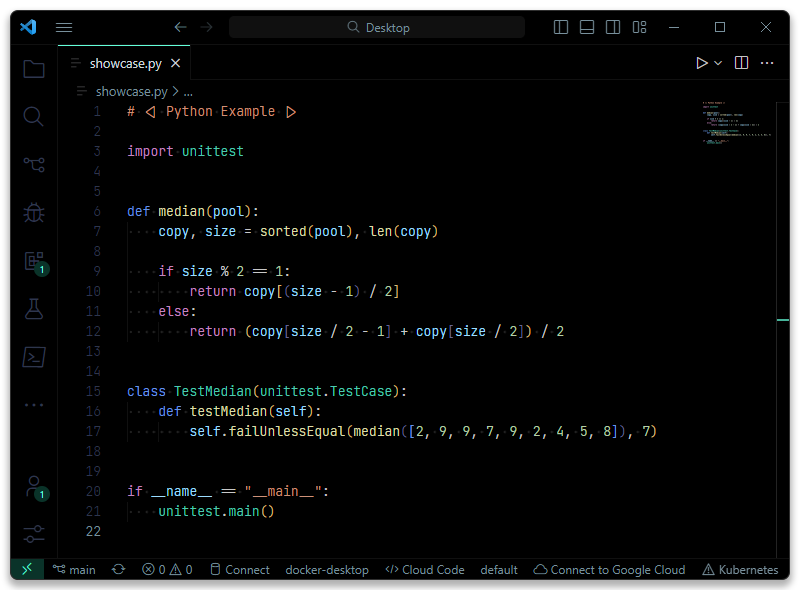 Desktop
showcase.py
showcase.py > ...
1 # ◁ Python Example ▷
2
3 import unittest
4
5
6 def median(pool):
7     copy, size = sorted(pool), len(copy)
8
9     if size % 2 == 1:
10         return copy[(size - 1) / 2]
11     else:
12         return (copy[size / 2 - 1] + copy[size / 2]) / 2
13
14
15 class TestMedian(unittest.TestCase):
16     def testMedian(self):
17         self.failUnlessEqual(median([2, 9, 9, 7, 9, 2, 4, 5, 8]), 7)
18
19
20 if __name__ == "__main__":
21     unittest.main()
22
1
1
main 0 0 Connect docker-desktop </> Cloud Code default Connect to Google Cloud Kubernetes